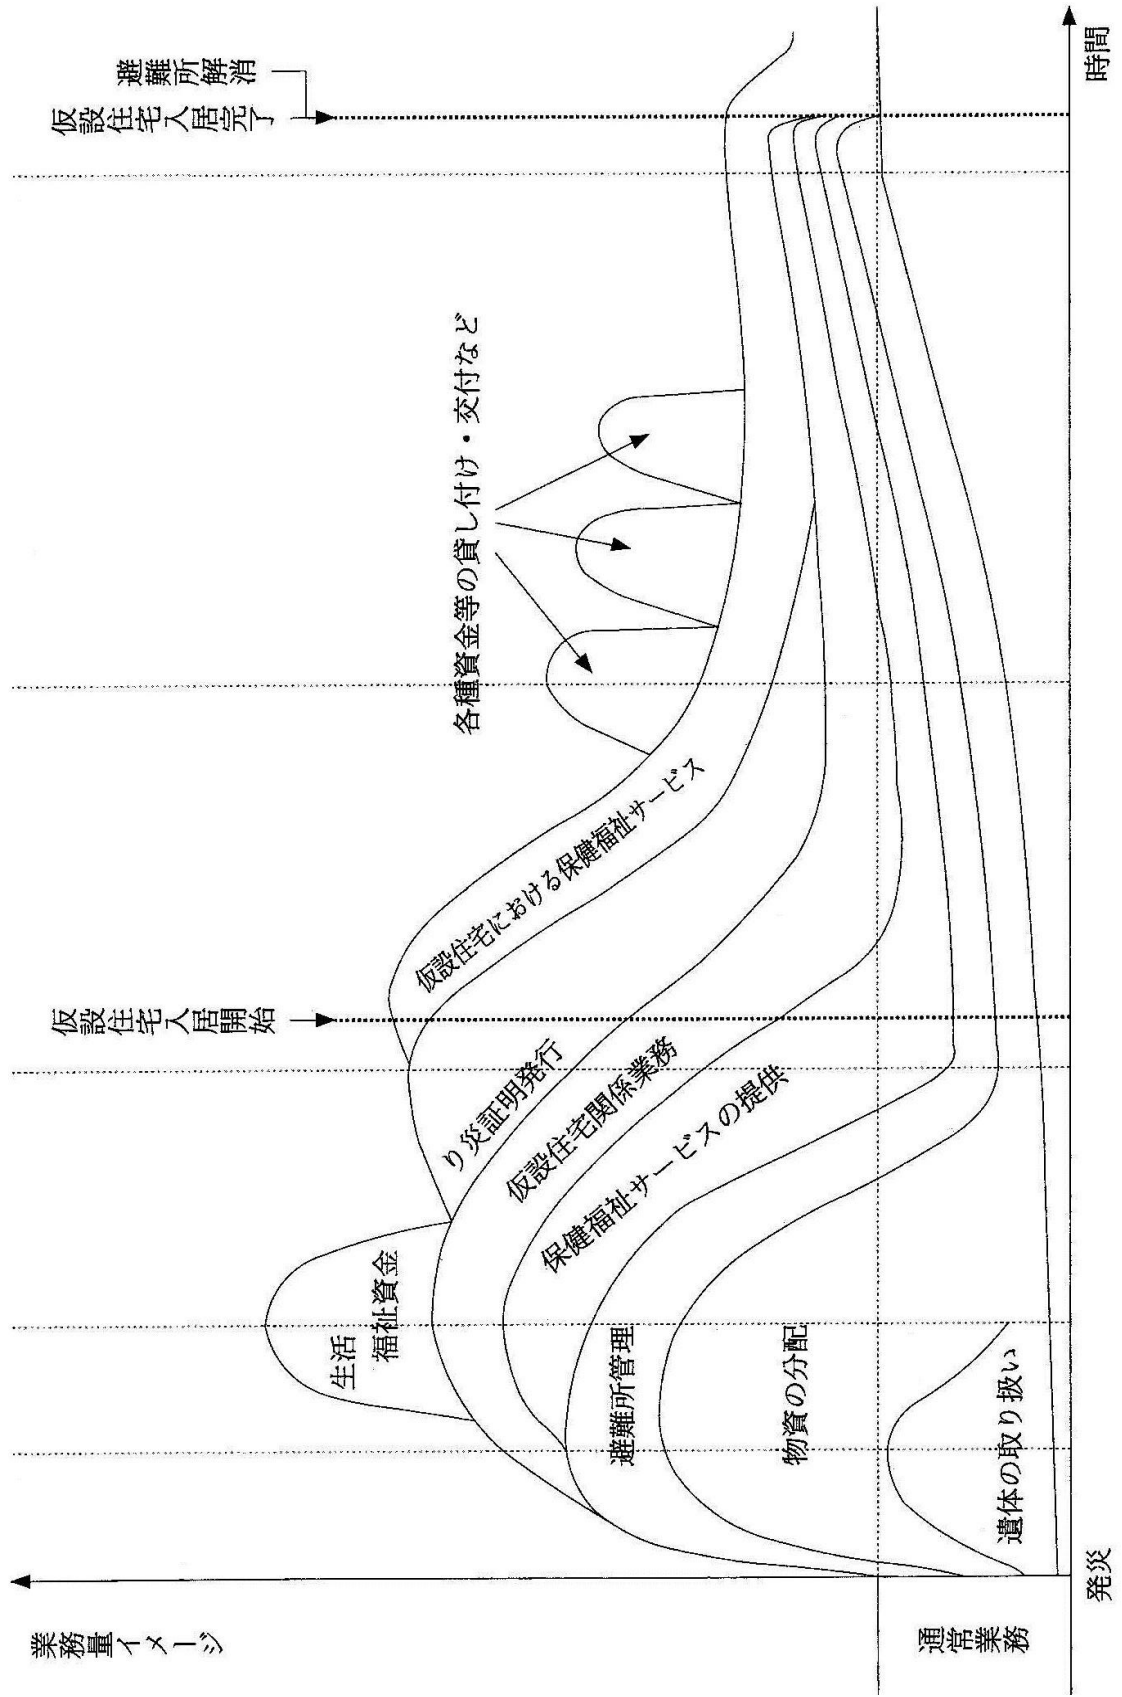 業務量イメージ
仮設住宅入居開始
仮設住宅入居完了
避難所解消
各種資金等の貸し付け・交付など
生活
福祉資金
り災証明発行
仮設住宅における保健福祉サービス
仮設住宅関係業務
保健福祉サービスの提供
避難所管理
物資の分配
遺体の取り扱い
通常業務
発災
時間